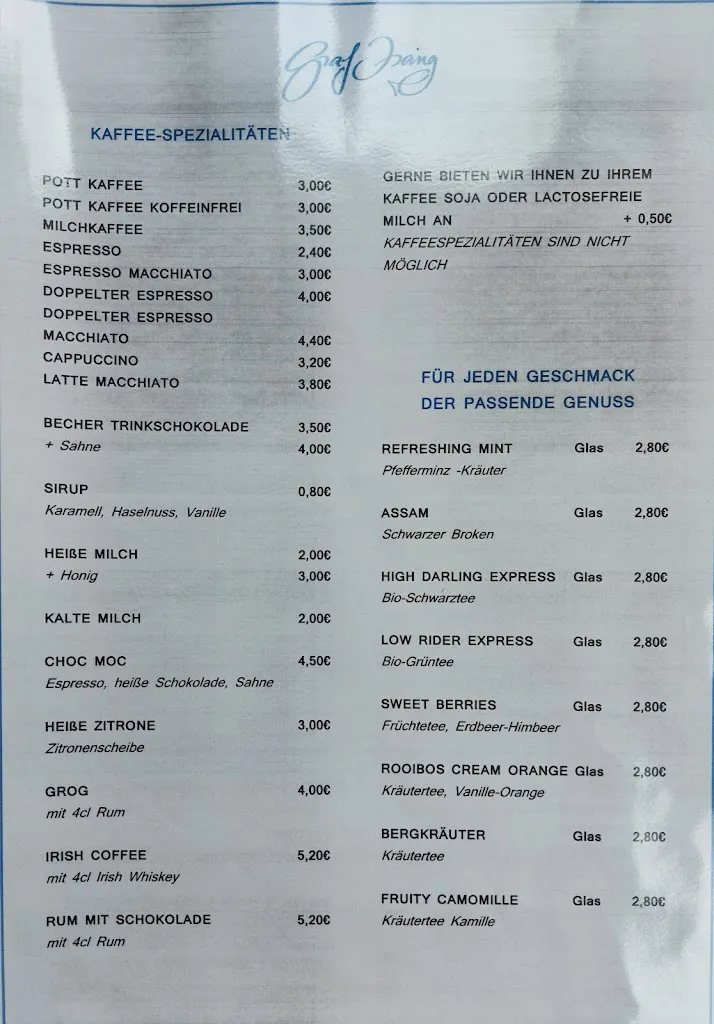 Graf Isang
KAFFEE-SPEZIALITÄTEN
POTT KAFFEE 3,00€
POTT KAFFEE KOFFEINFREI 3,00€
MILCHKAFFEE 3,50€
ESPRESSO 2,40€
ESPRESSO MACCHIATO 3,00€
DOPPELTER ESPRESSO 4,00€
DOPPELTER ESPRESSO
MACCHIATO 4,40€
CAPPUCCINO 3,20€
LATTE MACCHIATO 3,80€
BECHER TRINKSCHOKOLADE 3,50€
+ Sahne 4,00€
SIRUP 0,80€
Karamell, Haselnuss, Vanille
HEIßE MILCH 2,00€
+ Honig 3,00€
KALTE MILCH 2,00€
CHOC MOC 4,50€
Espresso, heiße Schokolade, Sahne
HEIßE ZITRONE 3,00€
Zitronenscheibe
GROG 4,00€
mit 4cl Rum
IRISH COFFEE 5,20€
mit 4cl Irish Whiskey
RUM MIT SCHOKOLADE 5,20€
mit 4cl Rum
GERNE BIETEN WIR IHNEN ZU IHREM
KAFFEE SOJA ODER LACTOSEFREIE
MILCH AN + 0,50€
KAFFEESPEZIALITÄTEN SIND NICHT
MÖGLICH
FÜR JEDEN GESCHMACK
DER PASSENDE GENUSS
REFRESHING MINT Glas 2,80€
Pfefferminz -Kräuter
ASSAM Glas 2,80€
Schwarzer Broken
HIGH DARLING EXPRESS Glas 2,80€
Bio-Schwarztee
LOW RIDER EXPRESS Glas 2,80€
Bio-Grüntee
SWEET BERRIES Glas 2,80€
Früchtetee, Erdbeer-Himbeer
ROOIBOS CREAM ORANGE Glas 2,80€
Kräutertee, Vanille-Orange
BERGKRÄUTER Glas 2,80€
Kräutertee
FRUITY CAMOMILLE Glas 2,80€
Kräutertee Kamille